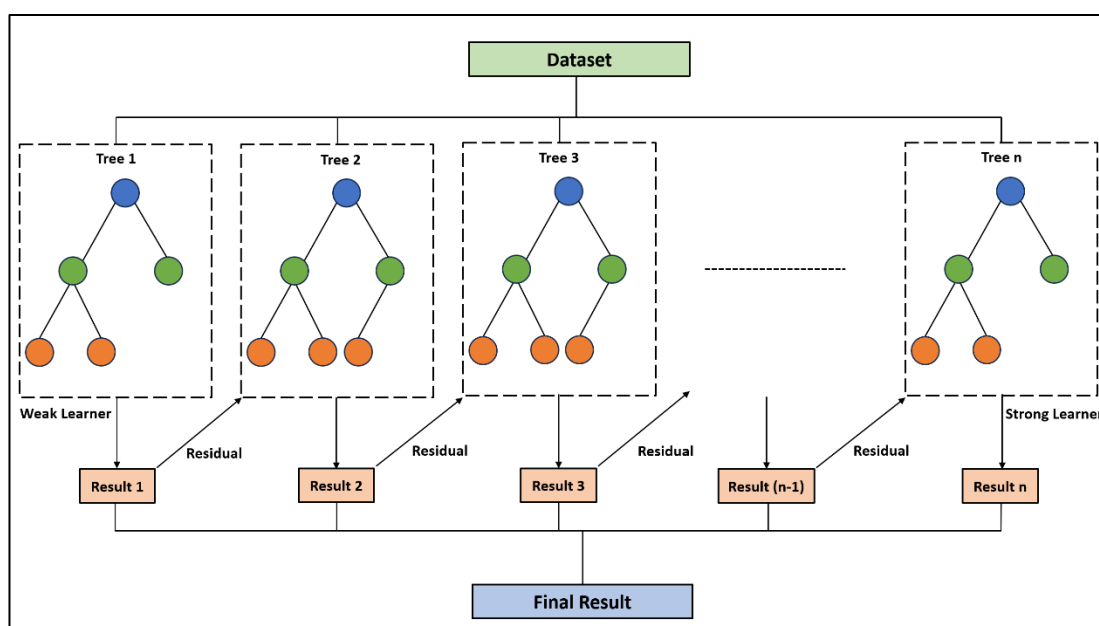 Dataset
Tree 1
Tree 2
Tree 3
Tree n
Weak Learner
Strong Learner
Residual
Residual
Residual
Residual
Result 1
Result 2
Result 3
Result (n-1)
Result n
Final Result